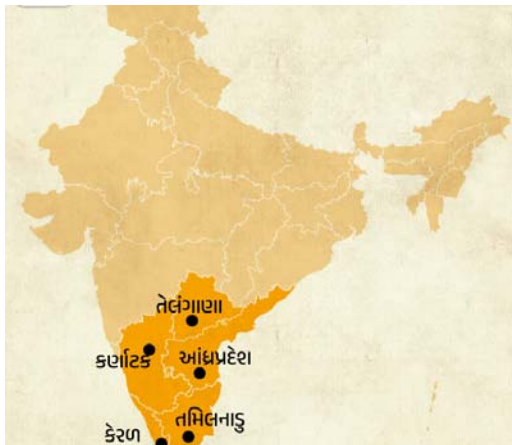 તેલંગાણા
કર્ણાટક
આંધ્રપ્રદેશ
તમિલનાડુ
કેરળ